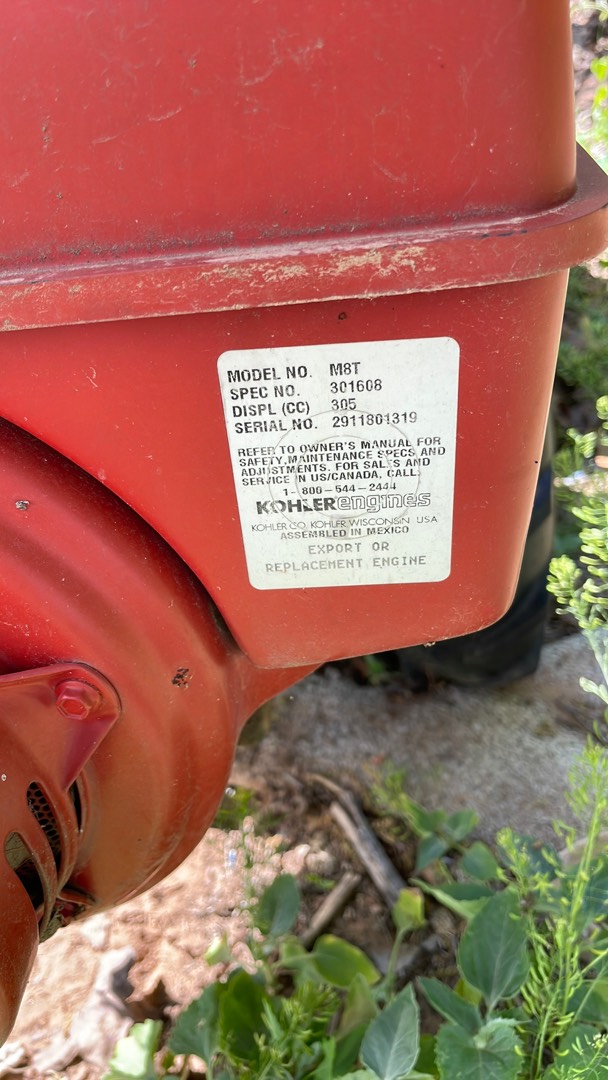 MODEL NO. M8T
SPEC NO. 301608
DISPL (CC) 305
SERIAL NO. 2911801319
REFER TO OWNER'S MANUAL FOR
SAFETY, MAINTENANCE SPECS AND
ADJUSTMENTS. FOR SALES AND
SERVICE IN US/CANADA, CALL:
1-800-544-2444
KOHLERengines
KOHLER CO. KOHLER, WISCONSIN USA
ASSEMBLED IN MEXICO
EXPORT OR
REPLACEMENT ENGINE